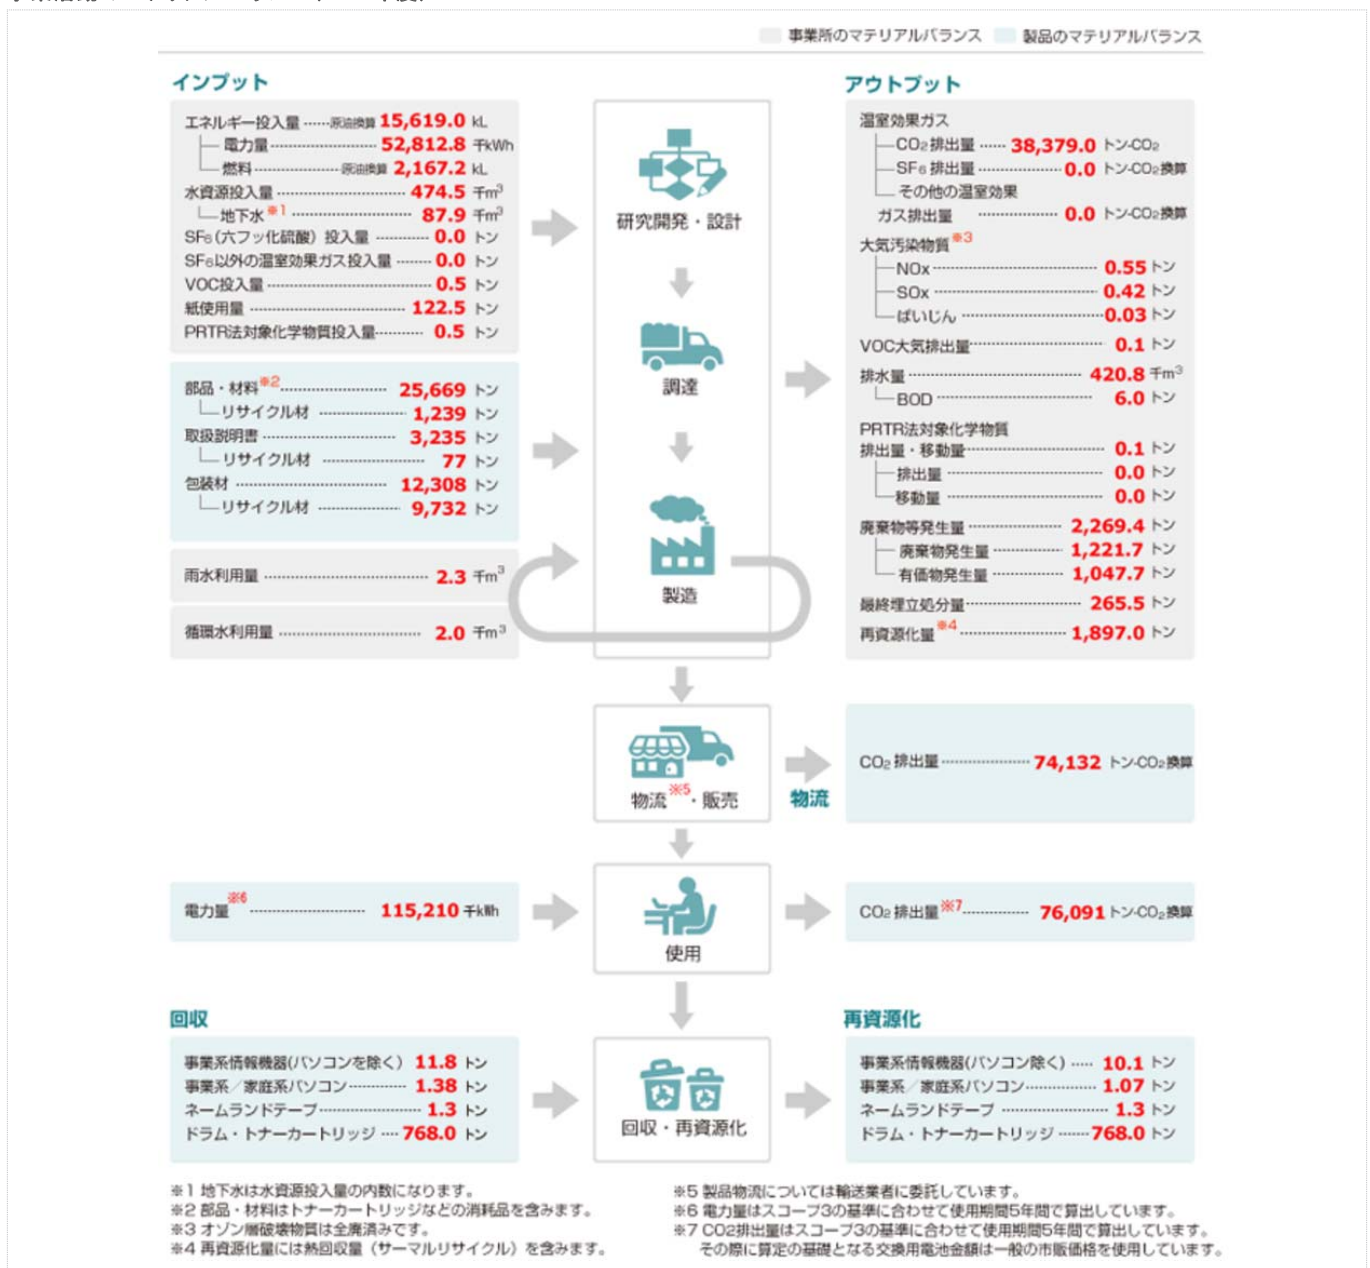 事業所のマテリアルバランス 製品のマテリアルバランス
インプット
エネルギー投入量 ……原油換算 15,619.0 kL
電力量 …… 52,812.8 千kWh
燃料 …… 原油換算 2,167.2 kL
水資源投入量 …… 474.5 千m³
地下水※1 …… 87.9 千m³
SF₆(六フッ化硫酸) 投入量 …… 0.0 トン
SF₆以外の温室効果ガス投入量 …… 0.0 トン
VOC投入量 …… 0.5 トン
紙使用量 …… 122.5 トン
PRTR法対象化学物質投入量 …… 0.5 トン
部品・材料※2 …… 25,669 トン
リサイクル材 …… 1,239 トン
取扱説明書 …… 3,235 トン
リサイクル材 …… 77 トン
包装材 …… 12,308 トン
リサイクル材 …… 9,732 トン
雨水利用量 …… 2.3 千m³
循環水利用量 …… 2.0 千m³
研究開発・設計
調達
製造
アウトプット
温室効果ガス
CO₂排出量 …… 38,379.0 トン-CO₂
SF₆排出量 …… 0.0 トン-CO₂換算
その他の温室効果
ガス排出量 …… 0.0 トン-CO₂換算
大気汚染物質※3
NOx …… 0.55 トン
SOx …… 0.42 トン
ばいじん …… 0.03 トン
VOC大気排出量 …… 0.1 トン
排水量 …… 420.8 千m³
BOD …… 6.0 トン
PRTR法対象化学物質
排出量・移動量 …… 0.1 トン
排出量 …… 0.0 トン
移動量 …… 0.0 トン
廃棄物等発生量 …… 2,269.4 トン
廃棄物発生量 …… 1,221.7 トン
有価物発生量 …… 1,047.7 トン
最終埋立処分量 …… 265.5 トン
再資源化量※4 …… 1,897.0 トン
物流※5・販売
物流
CO₂排出量 …… 74,132 トン-CO₂換算
電力量※6 …… 115,210 千kWh
使用
CO₂排出量※7 …… 76,091 トン-CO₂換算
回収
事業系情報機器(パソコンを除く) 11.8 トン
事業系/家庭系パソコン …… 1.38 トン
ネームランドテープ …… 1.3 トン
ドラム・トナーカートリッジ …… 768.0 トン
回収・再資源化
再資源化
事業系情報機器(パソコン除く) …… 10.1 トン
事業系/家庭系パソコン …… 1.07 トン
ネームランドテープ …… 1.3 トン
ドラム・トナーカートリッジ …… 768.0 トン
※1 地下水は水資源投入量の内数になります。
※2 部品・材料はトナーカートリッジなどの消耗品を含みます。
※3 オゾン層破壊物質は全廃済みです。
※4 再資源化量には熱回収量(サーマルリサイクル)を含みます。
※5 製品物流については輸送業者に委託しています。
※6 電力量はスコープ3の基準に合わせて使用期間5年間で算出しています。
※7 CO2排出量はスコープ3の基準に合わせて使用期間5年間で算出しています。
その際に算定の基礎となる交換用電池金額は一般の市販価格を使用しています。